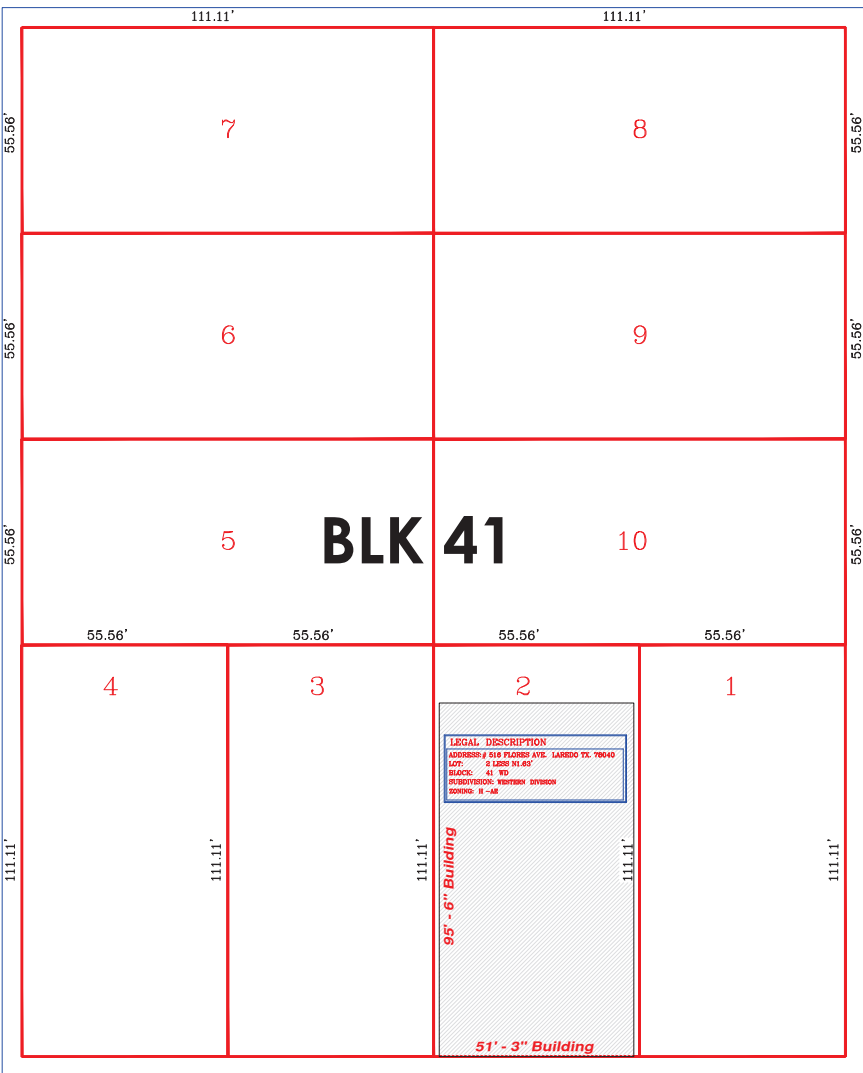 111.11' 111.11'
55.56' 7 8 55.56'
55.56' 6 9 55.56'
55.56' 5 BLK 41 10 55.56'
55.56' 55.56' 55.56' 55.56'
4 3 2 1
LEGAL DESCRIPTION
ADDRESS: # 516 FLORES AVE. LAREDO TX. 78040
LOT: 2 LESS N1.63'
BLOCK: 41 WD
SUBDIVISION: WESTERN DIVISION
ZONING: H -AE
111.11' 111.11' 111.11' 95' - 6" Building 111.11' 111.11'
51' - 3" Building